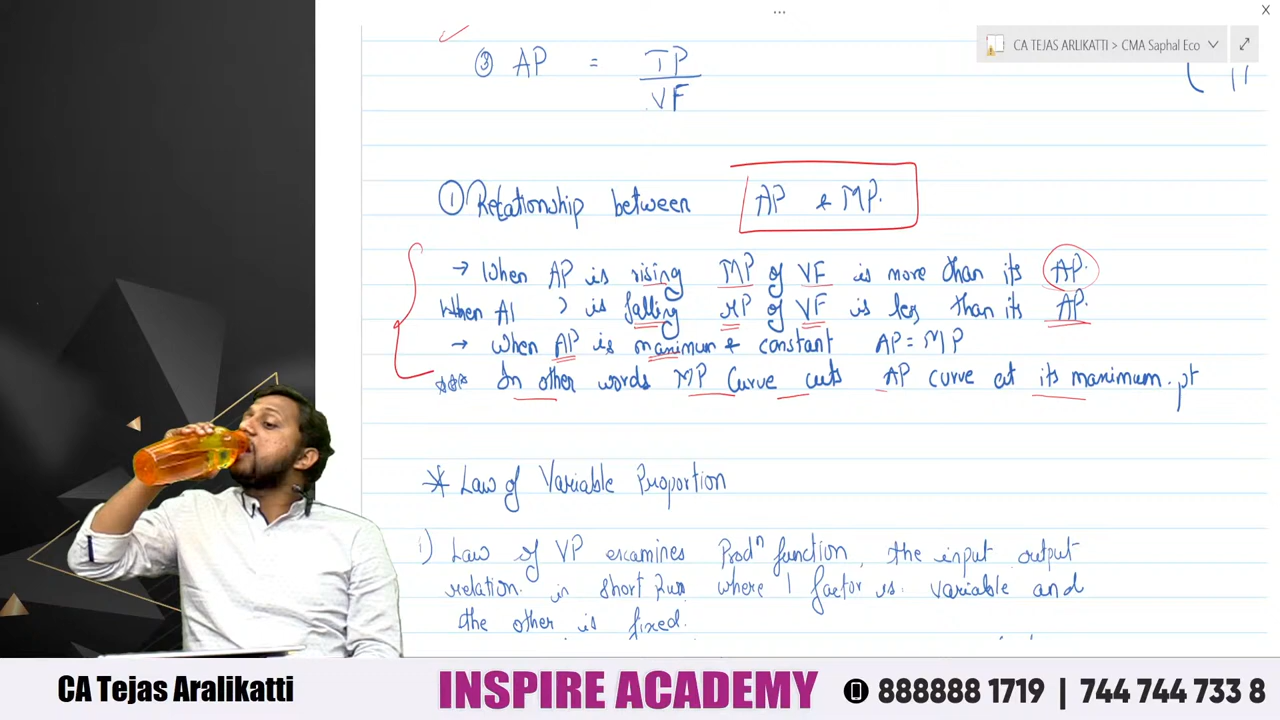 ...
X
CA TEJAS ARLIKATTI > CMA Saphal Eco
③ AP = TP
VF
① Relationship between AP & MP.
→ When AP is rising MP of VF is more than its AP.
When AP is falling MP of VF is less than its AP.
→ When AP is maximum & constant AP = MP
*** In other words MP Curve cuts AP curve at its maximum. pt
* Law of Variable Proportion
i) Law of VP examines Prodⁿ function, the input output
relation in short Run where 1 factor is variable and
the other is fixed.
CA Tejas Aralikatti
INSPIRE ACADEMY
888888 1719 | 744 744 733 8